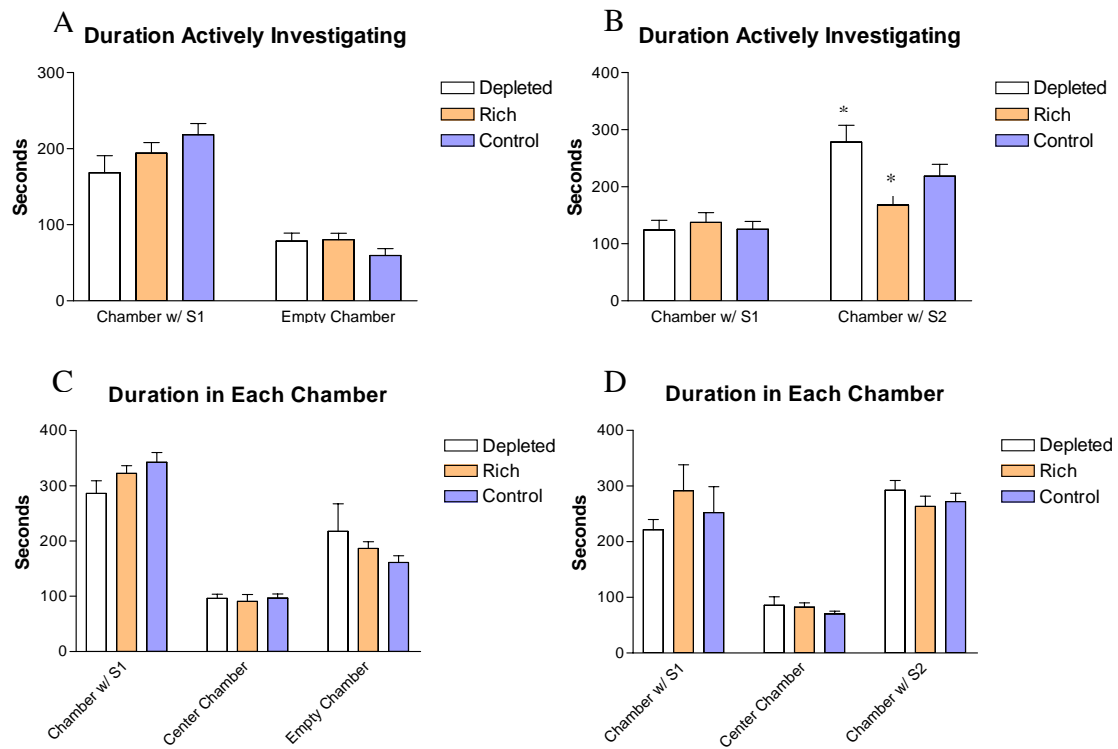 A
Duration Actively Investigating
300
200
100
0
Seconds
Depleted
Rich
Control
Chamber w/ S1
Empty Chamber
B
Duration Actively Investigating
400
300
200
100
0
Seconds
*
*
Depleted
Rich
Control
Chamber w/ S1
Chamber w/ S2
C
Duration in Each Chamber
400
300
200
100
0
Seconds
Depleted
Rich
Control
Chamber w/ S1
Center Chamber
Empty Chamber
D
Duration in Each Chamber
400
300
200
100
0
Seconds
Depleted
Rich
Control
Chamber w/ S1
Center Chamber
Chamber w/ S2